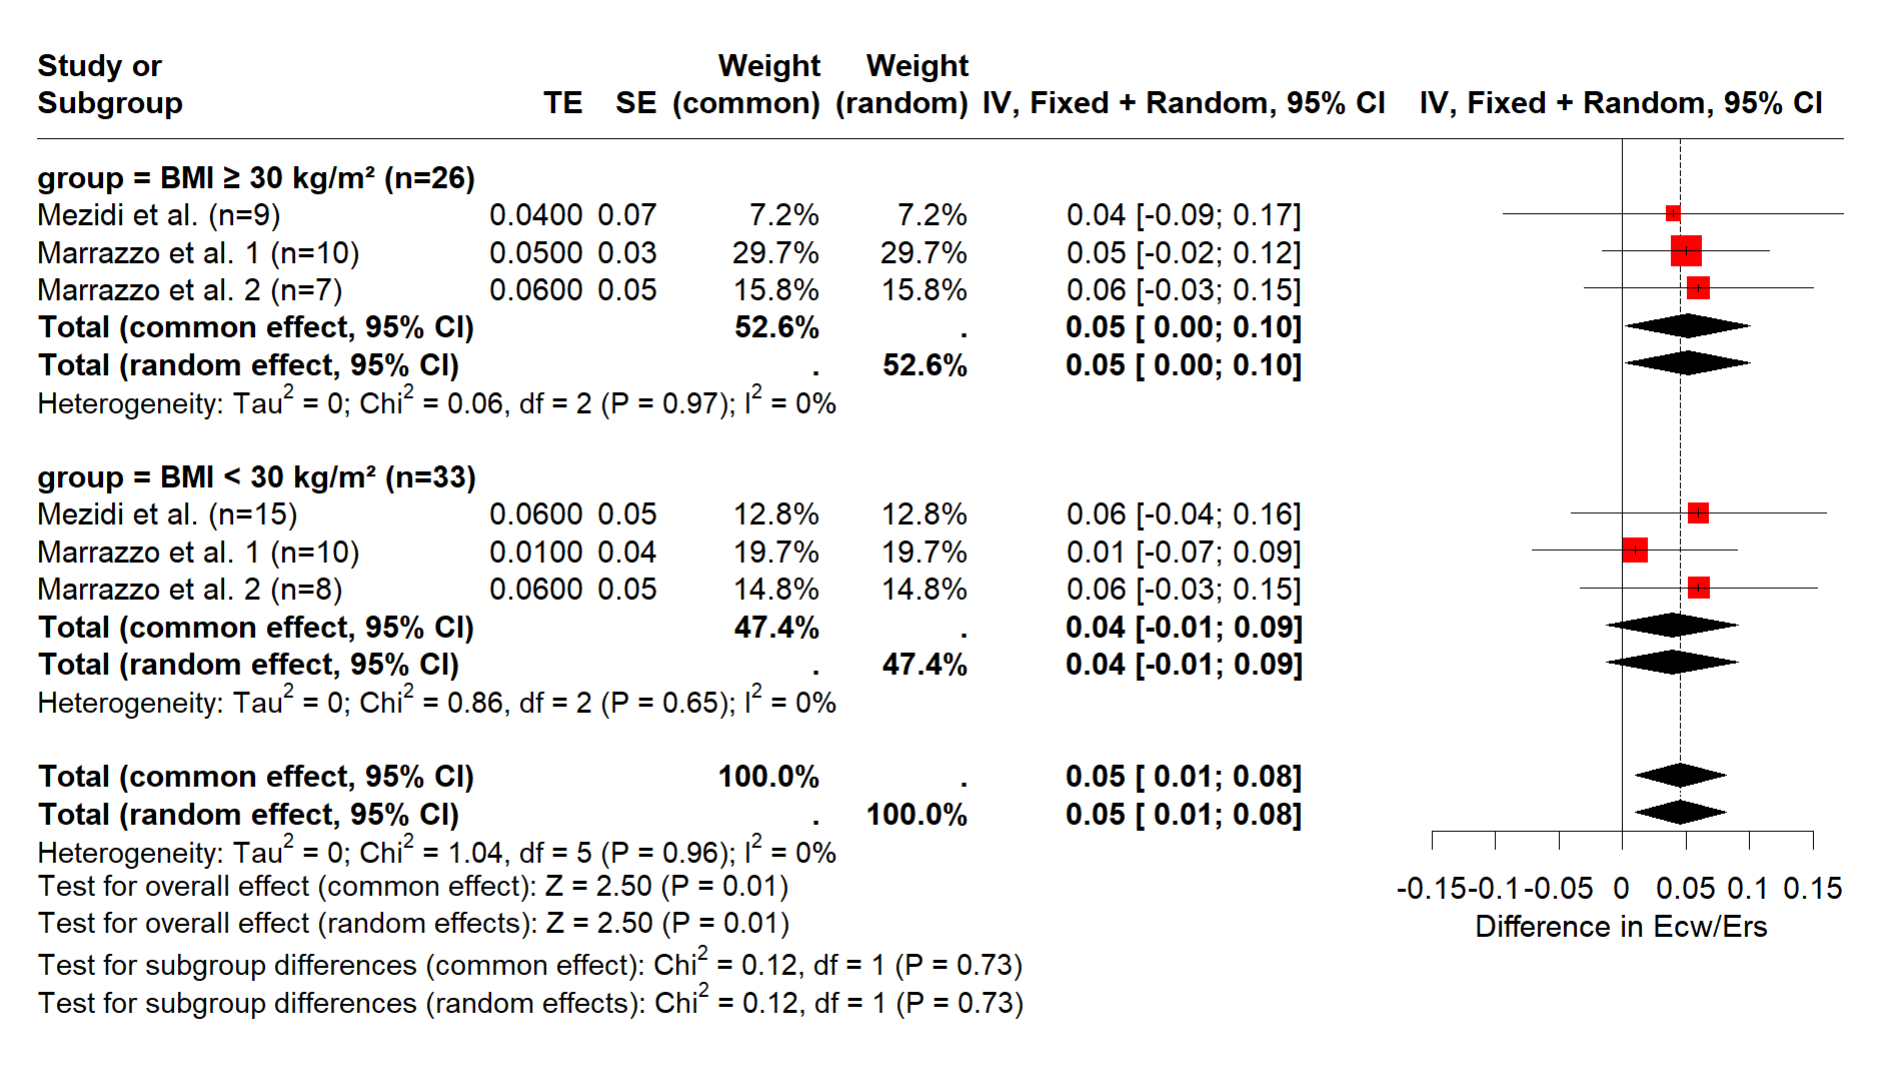 Study or Weight Weight
Subgroup TE SE (common) (random) IV, Fixed + Random, 95% CI IV, Fixed + Random, 95% CI
group = BMI ≥ 30 kg/m² (n=26)
Mezidi et al. (n=9) 0.0400 0.07 7.2% 7.2% 0.04 [-0.09; 0.17]
Marrazzo et al. 1 (n=10) 0.0500 0.03 29.7% 29.7% 0.05 [-0.02; 0.12]
Marrazzo et al. 2 (n=7) 0.0600 0.05 15.8% 15.8% 0.06 [-0.03; 0.15]
Total (common effect, 95% CI) 52.6% . 0.05 [ 0.00; 0.10]
Total (random effect, 95% CI) . 52.6% 0.05 [ 0.00; 0.10]
Heterogeneity: Tau² = 0; Chi² = 0.06, df = 2 (P = 0.97); I² = 0%
group = BMI < 30 kg/m² (n=33)
Mezidi et al. (n=15) 0.0600 0.05 12.8% 12.8% 0.06 [-0.04; 0.16]
Marrazzo et al. 1 (n=10) 0.0100 0.04 19.7% 19.7% 0.01 [-0.07; 0.09]
Marrazzo et al. 2 (n=8) 0.0600 0.05 14.8% 14.8% 0.06 [-0.03; 0.15]
Total (common effect, 95% CI) 47.4% . 0.04 [-0.01; 0.09]
Total (random effect, 95% CI) . 47.4% 0.04 [-0.01; 0.09]
Heterogeneity: Tau² = 0; Chi² = 0.86, df = 2 (P = 0.65); I² = 0%
Total (common effect, 95% CI) 100.0% . 0.05 [ 0.01; 0.08]
Total (random effect, 95% CI) . 100.0% 0.05 [ 0.01; 0.08]
Heterogeneity: Tau² = 0; Chi² = 1.04, df = 5 (P = 0.96); I² = 0%
Test for overall effect (common effect): Z = 2.50 (P = 0.01)
-0.15 -0.1 -0.05 0 0.05 0.1 0.15
Test for overall effect (random effects): Z = 2.50 (P = 0.01)
Difference in Ecw/Ers
Test for subgroup differences (common effect): Chi² = 0.12, df = 1 (P = 0.73)
Test for subgroup differences (random effects): Chi² = 0.12, df = 1 (P = 0.73)